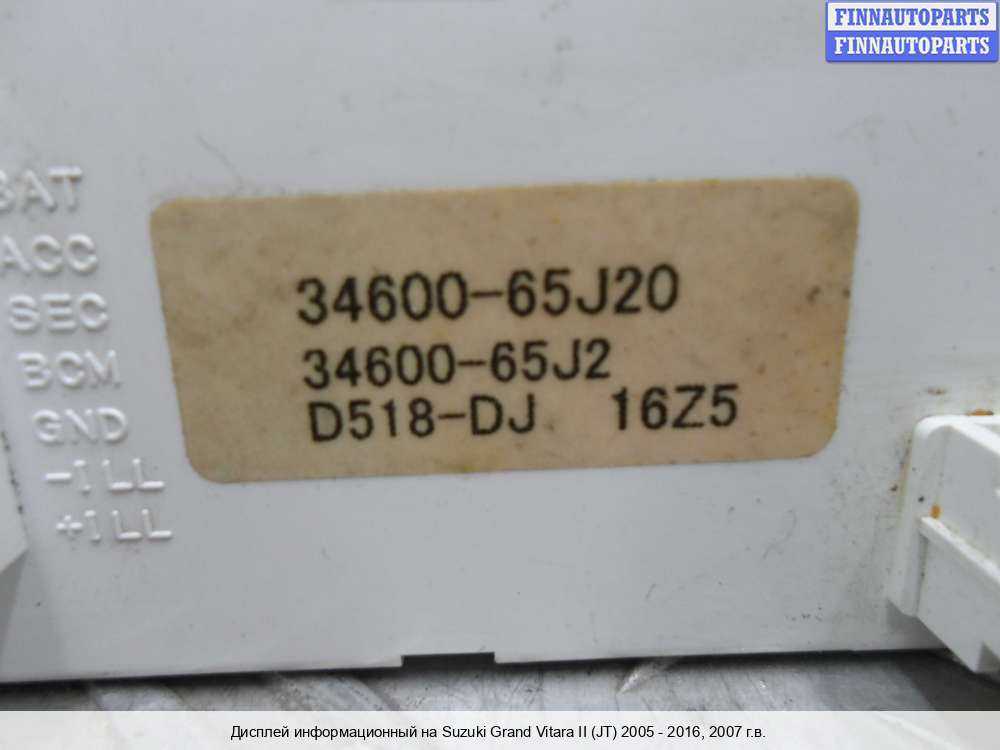 FINNAUTOPARTS
FINNAUTOPARTS
BAT
ACC
SEC
BCM
GND
-ILL
+ILL
34600-65J20
34600-65J2
D518-DJ 16Z5
Дисплей информационный на Suzuki Grand Vitara II (JT) 2005 - 2016, 2007 г.в.